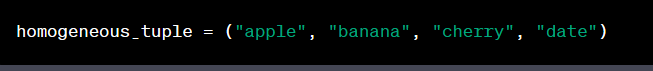 homogeneous_tuple = ("apple", "banana", "cherry", "date")